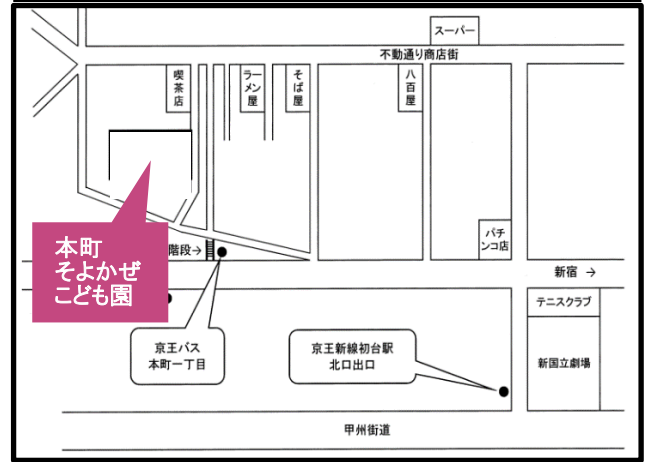 スーパー
不動通り商店街
喫
茶
店
ラー
メン
屋
そ
ば
屋
八
百
屋
本町
そよかぜ
こども園
階段→
パチ
ンコ店
新宿 →
テニスクラブ
京王バス
本町一丁目
京王新線初台駅
北口出口
新国立劇場
甲州街道